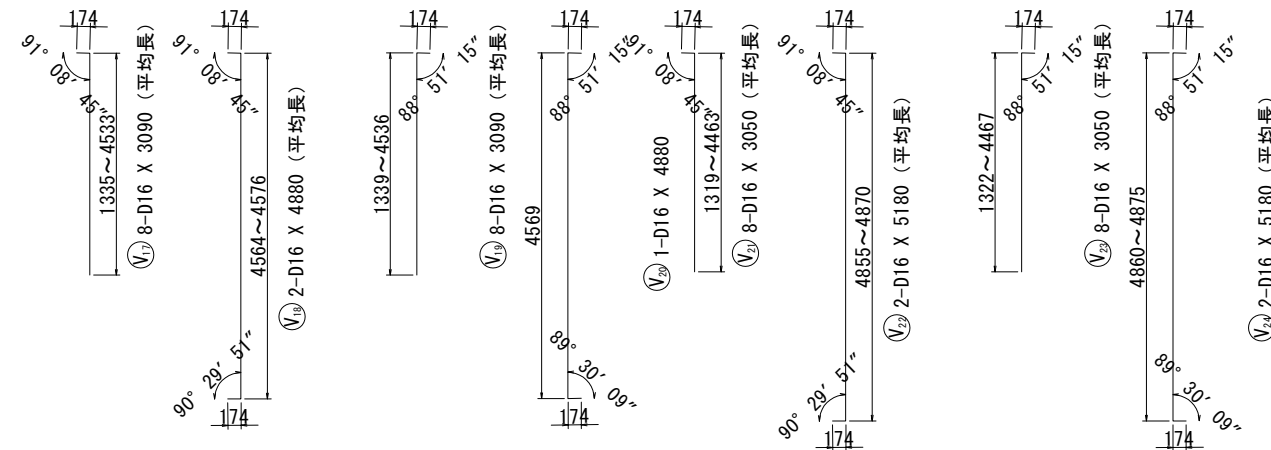 174
91° 08′ 45″
1335～4533
V17 8-D16 X 3090 (平均長)
174
91° 08′ 45″
4564～4576
90° 29′ 51″
174
V18 2-D16 X 4880 (平均長)
174
88° 51′ 15″
1339～4536
V19 8-D16 X 3090 (平均長)
174
88° 51′ 15″
4569
89° 30′ 09″
174
V20 1-D16 X 4880
174
91° 08′ 45″
1319～4463
V21 8-D16 X 3050 (平均長)
174
91° 08′ 45″
4855～4870
90° 29′ 51″
174
V22 2-D16 X 5180 (平均長)
174
88° 51′ 15″
1322～4467
V23 8-D16 X 3050 (平均長)
174
88° 51′ 15″
4860～4875
89° 30′ 09″
174
V24 2-D16 X 5180 (平均長)